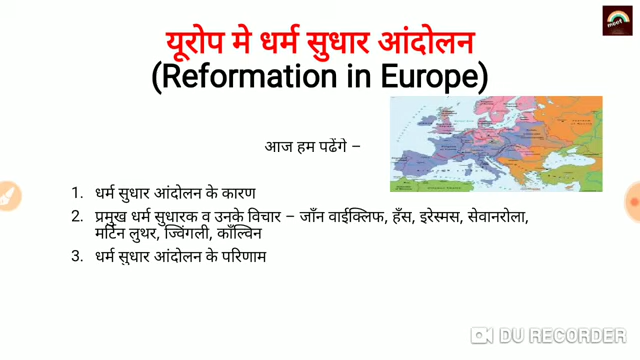 यूरोप मे धर्म सुधार आंदोलन
(Reformation in Europe)
आज हम पढेंगे –
1. धर्म सुधार आंदोलन के कारण
2. प्रमुख धर्म सुधारक व उनके विचार – जॉन वाईक्लिफ, हँस, इरेस्मस, सेवानरोला,
मर्टिन लुथर, ज्विंगली, कॉल्विन
3. धर्म सुधार आंदोलन के परिणाम
DU RECORDER